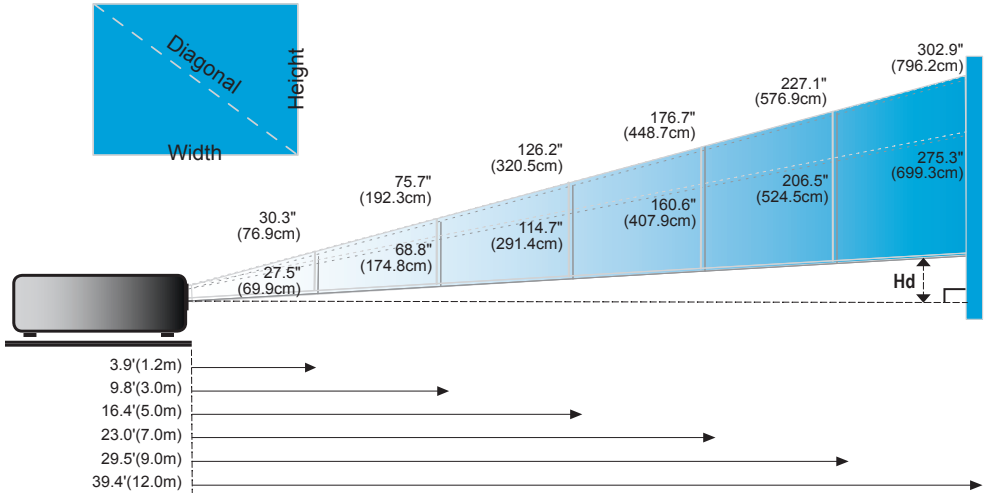 Diagonal
Height
Width
302.9"
(796.2cm)
227.1"
(576.9cm)
176.7"
(448.7cm)
126.2"
(320.5cm)
75.7"
(192.3cm)
30.3"
(76.9cm)
275.3"
(699.3cm)
206.5"
(524.5cm)
160.6"
(407.9cm)
114.7"
(291.4cm)
68.8"
(174.8cm)
27.5"
(69.9cm)
Hd
3.9'(1.2m)
9.8'(3.0m)
16.4'(5.0m)
23.0'(7.0m)
29.5'(9.0m)
39.4'(12.0m)